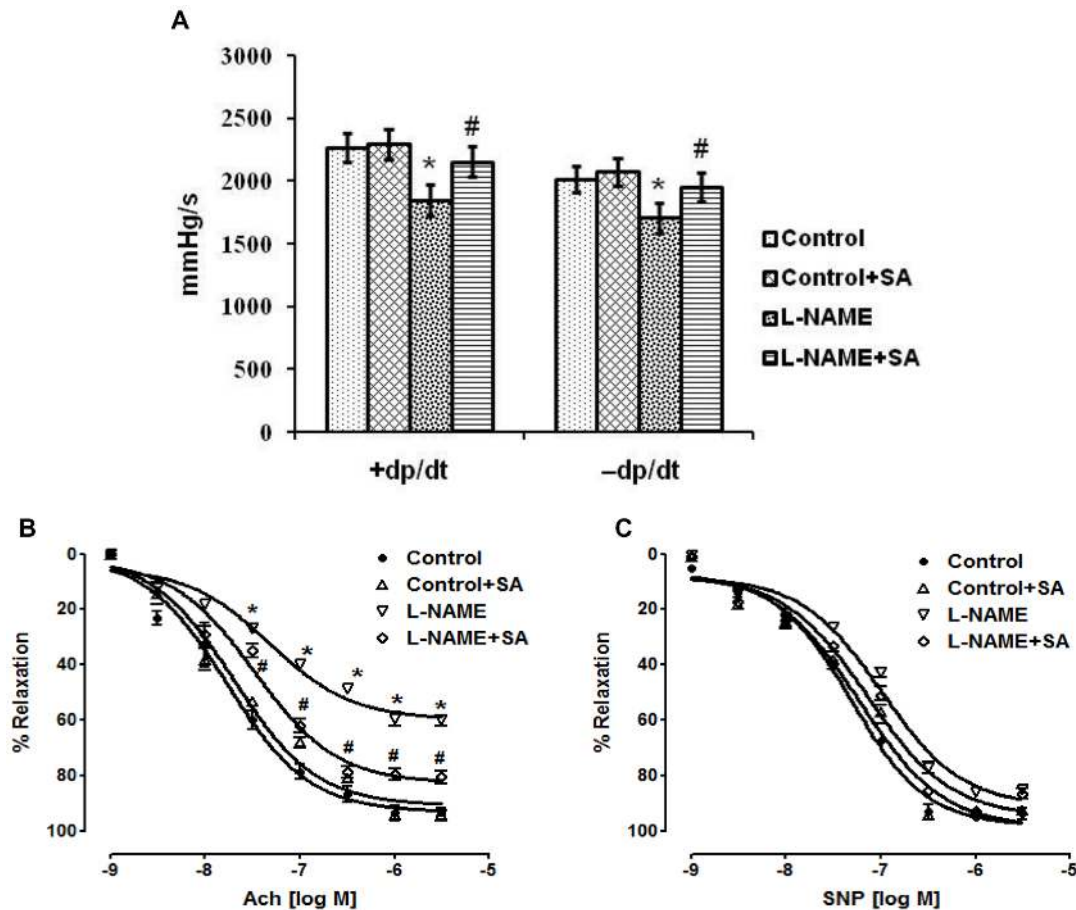 A
3000
2500
2000
1500
1000
500
0
mmHg/s
* # * #
+dp/dt –dp/dt
Control
Control+SA
L-NAME
L-NAME+SA
B
0
20
40
60
80
100
% Relaxation
Control
Control+SA
L-NAME
L-NAME+SA
* * * * *
# # # # #
-9 -8 -7 -6 -5
Ach [log M]
C
0
20
40
60
80
100
% Relaxation
Control
Control+SA
L-NAME
L-NAME+SA
-9 -8 -7 -6 -5
SNP [log M]